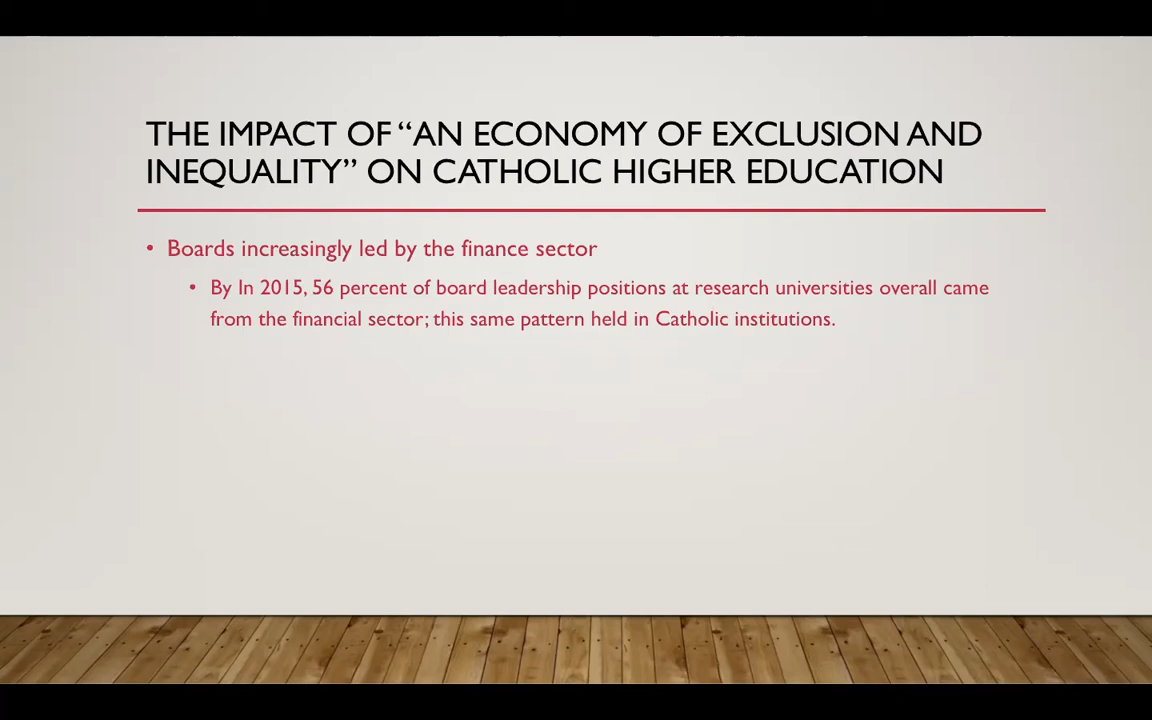 THE IMPACT OF “AN ECONOMY OF EXCLUSION AND
INEQUALITY” ON CATHOLIC HIGHER EDUCATION
• Boards increasingly led by the finance sector
• By In 2015, 56 percent of board leadership positions at research universities overall came
from the financial sector; this same pattern held in Catholic institutions.